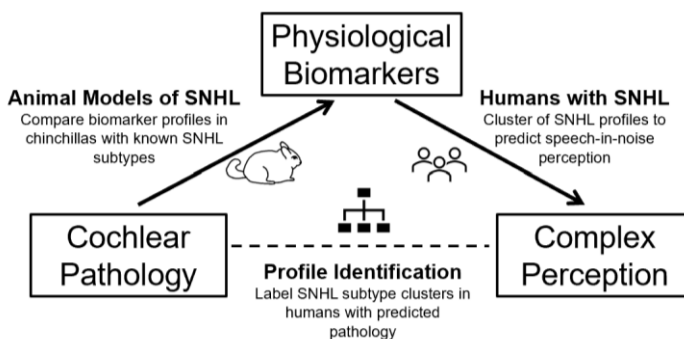 Physiological
Biomarkers
Animal Models of SNHL
Compare biomarker profiles in
chinchillas with known SNHL
subtypes
Humans with SNHL
Cluster of SNHL profiles to
predict speech-in-noise
perception
Cochlear
Pathology
Complex
Perception
Profile Identification
Label SNHL subtype clusters in
humans with predicted
pathology